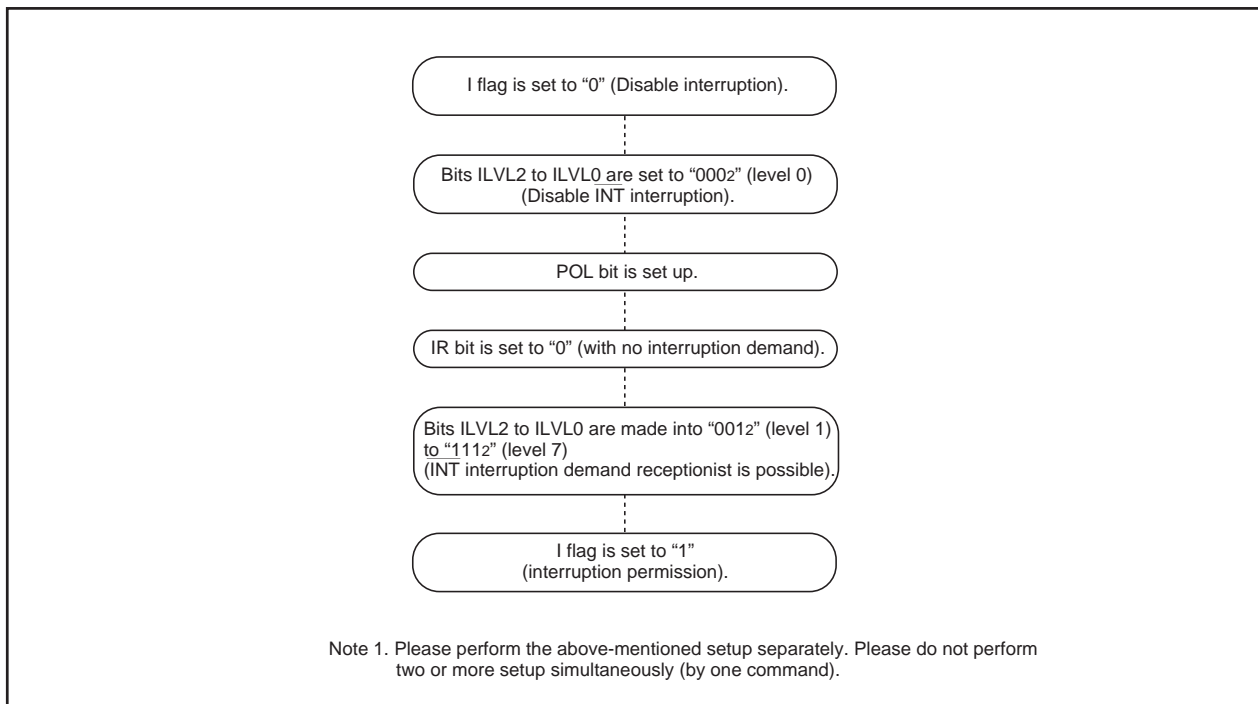 I flag is set to “0” (Disable interruption).
Bits ILVL2 to ILVL0 are set to “0002” (level 0)
(Disable INT interruption).
POL bit is set up.
IR bit is set to “0” (with no interruption demand).
Bits ILVL2 to ILVL0 are made into “0012” (level 1)
to “1112” (level 7)
(INT interruption demand receptionist is possible).
I flag is set to “1”
(interruption permission).
Note 1. Please perform the above-mentioned setup separately. Please do not perform
two or more setup simultaneously (by one command).